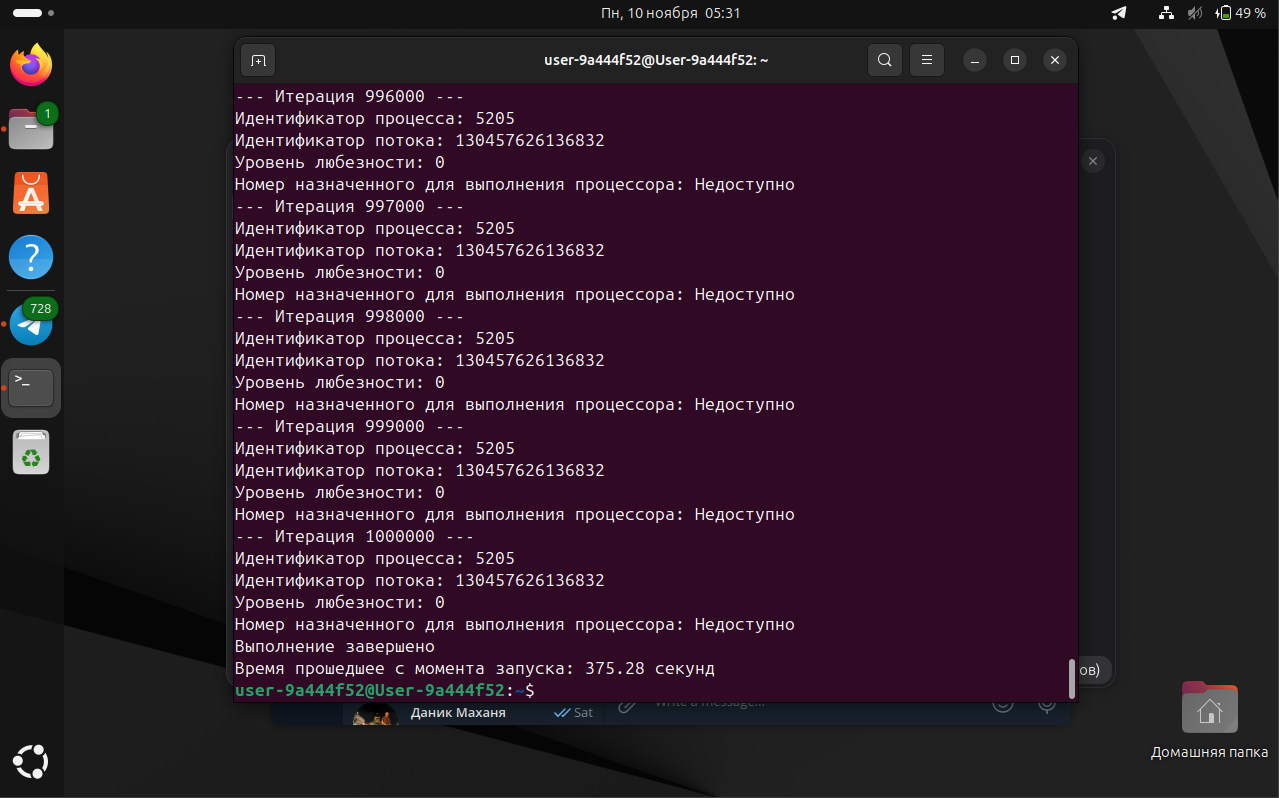 Пн, 10 ноября 05:31
49 %
user-9a444f52@User-9a444f52: ~
1
728
>_
--- Итерация 996000 ---
Идентификатор процесса: 5205
Идентификатор потока: 130457626136832
Уровень любезности: 0
Номер назначенного для выполнения процессора: Недоступно
--- Итерация 997000 ---
Идентификатор процесса: 5205
Идентификатор потока: 130457626136832
Уровень любезности: 0
Номер назначенного для выполнения процессора: Недоступно
--- Итерация 998000 ---
Идентификатор процесса: 5205
Идентификатор потока: 130457626136832
Уровень любезности: 0
Номер назначенного для выполнения процессора: Недоступно
--- Итерация 999000 ---
Идентификатор процесса: 5205
Идентификатор потока: 130457626136832
Уровень любезности: 0
Номер назначенного для выполнения процессора: Недоступно
--- Итерация 1000000 ---
Идентификатор процесса: 5205
Идентификатор потока: 130457626136832
Уровень любезности: 0
Номер назначенного для выполнения процессора: Недоступно
Выполнение завершено
Время прошедшее с момента запуска: 375.28 секунд
user-9a444f52@User-9a444f52:~$
ов)
Даник Маханя Sat
Write a message...
Домашняя папка